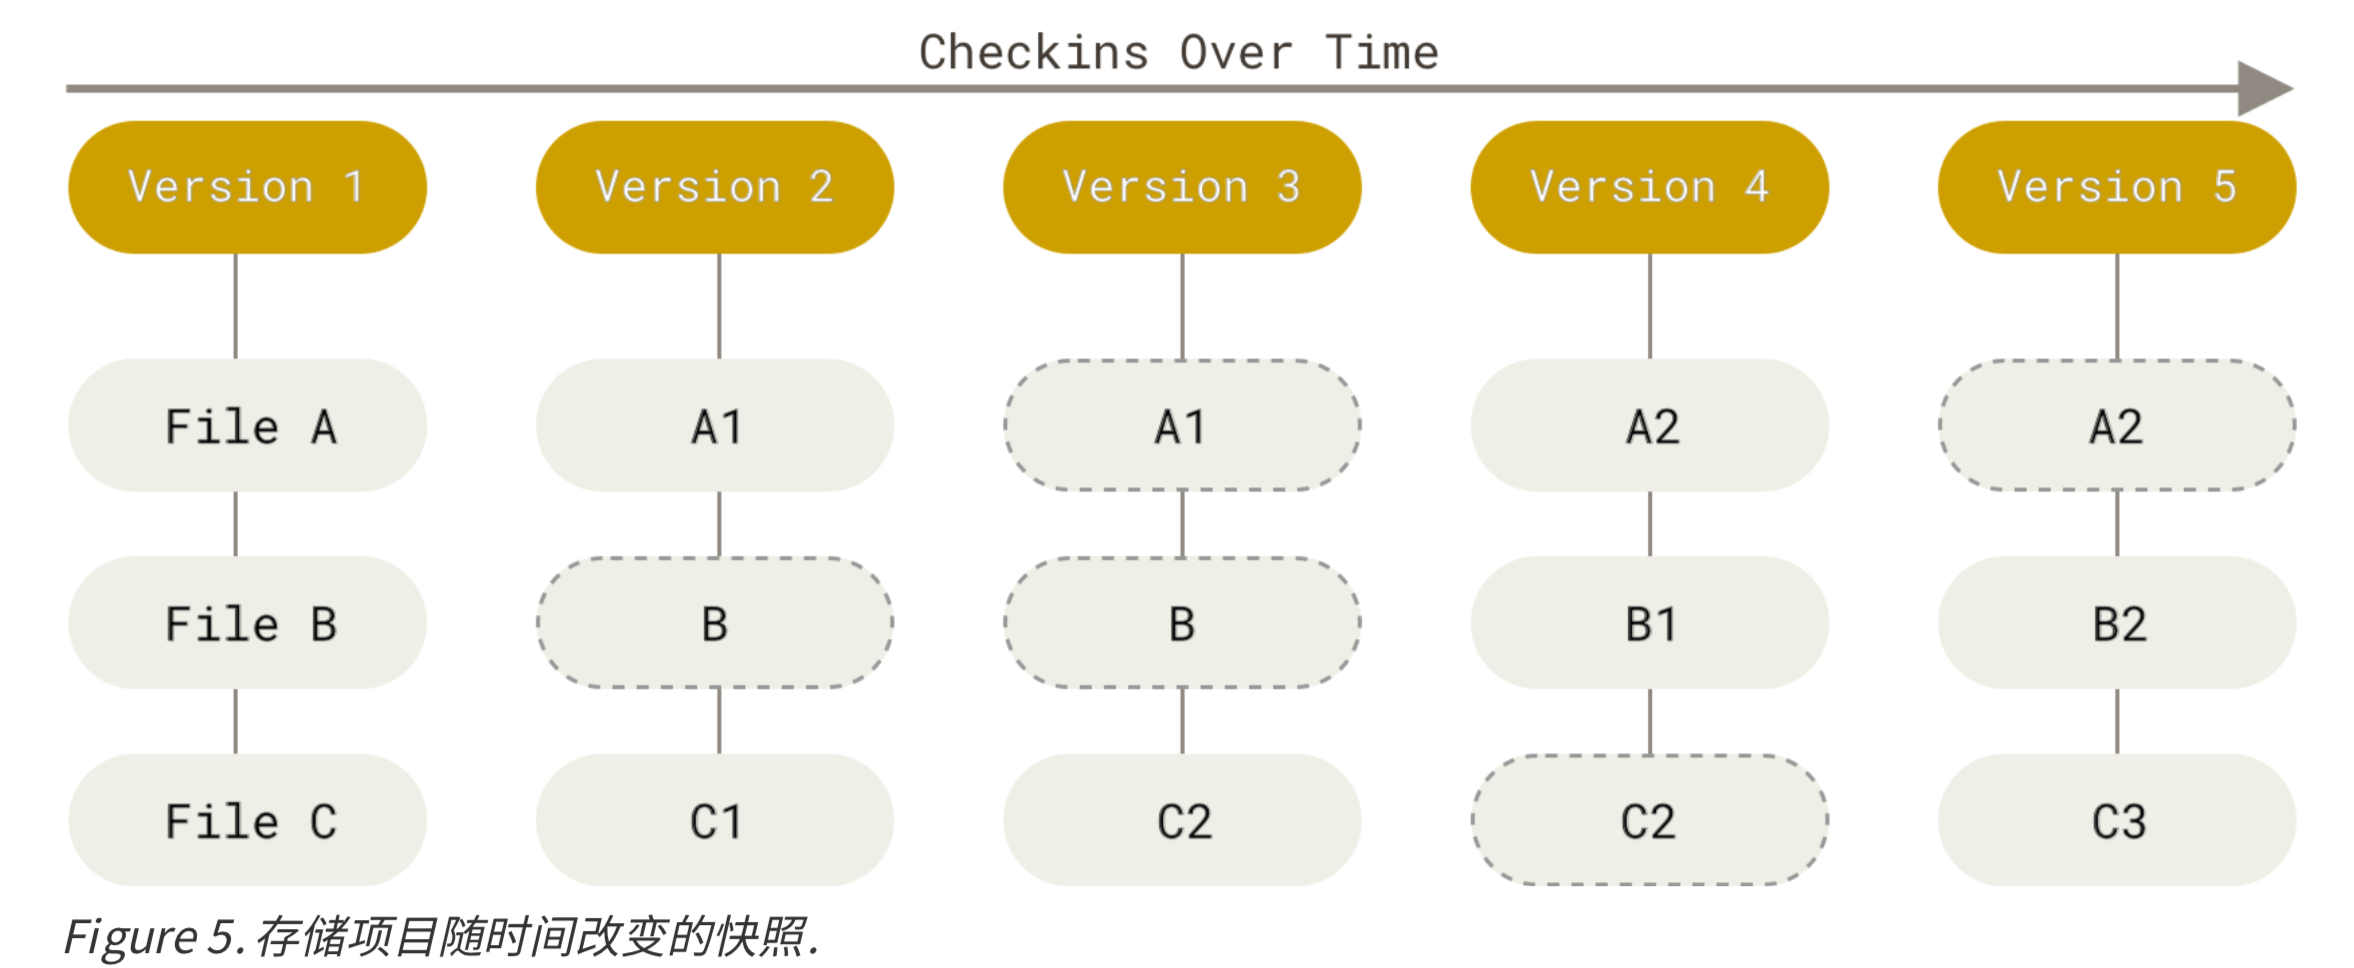 Checkins Over Time
Version 1 Version 2 Version 3 Version 4 Version 5
File A A1 A1 A2 A2
File B B B B1 B2
File C C1 C2 C2 C3
Figure 5. 存储项目随时间改变的快照.